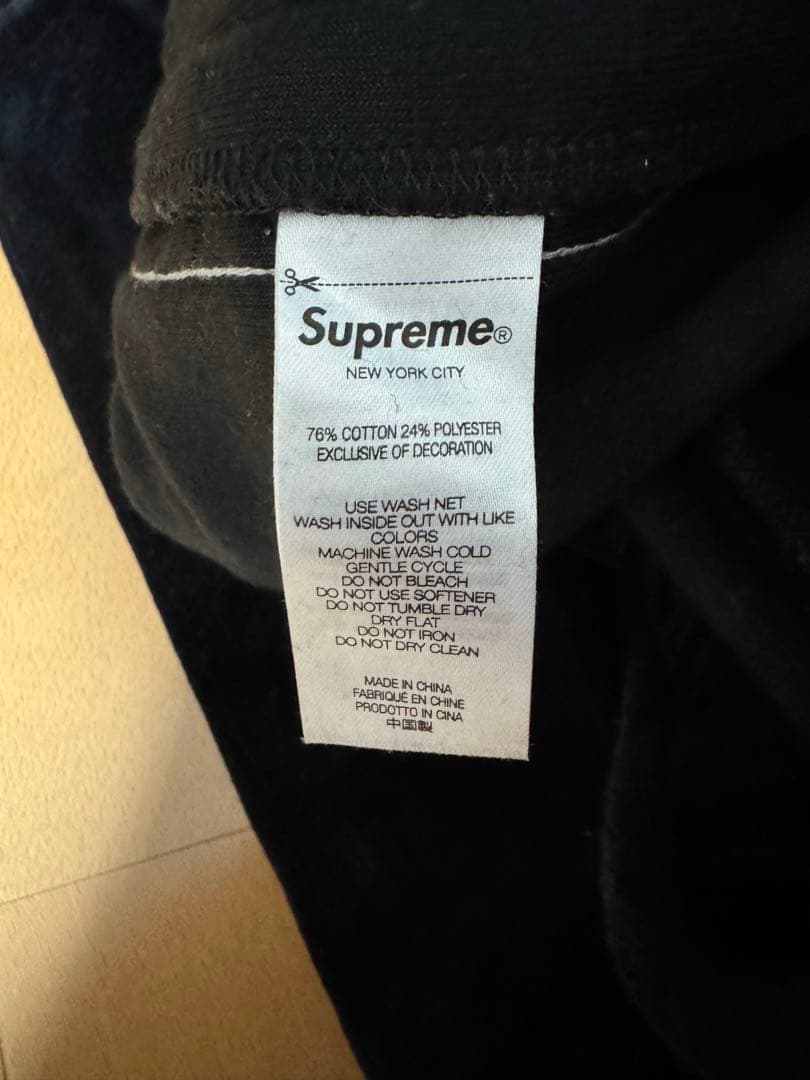 Supreme®
NEW YORK CITY
76% COTTON 24% POLYESTER
EXCLUSIVE OF DECORATION
USE WASH NET
WASH INSIDE OUT WITH LIKE
COLORS
MACHINE WASH COLD
GENTLE CYCLE
DO NOT BLEACH
DO NOT USE SOFTENER
DO NOT TUMBLE DRY
DRY FLAT
DO NOT IRON
DO NOT DRY CLEAN
MADE IN CHINA
FABRIQUÉ EN CHINE
PRODOTTO IN CINA
中国製